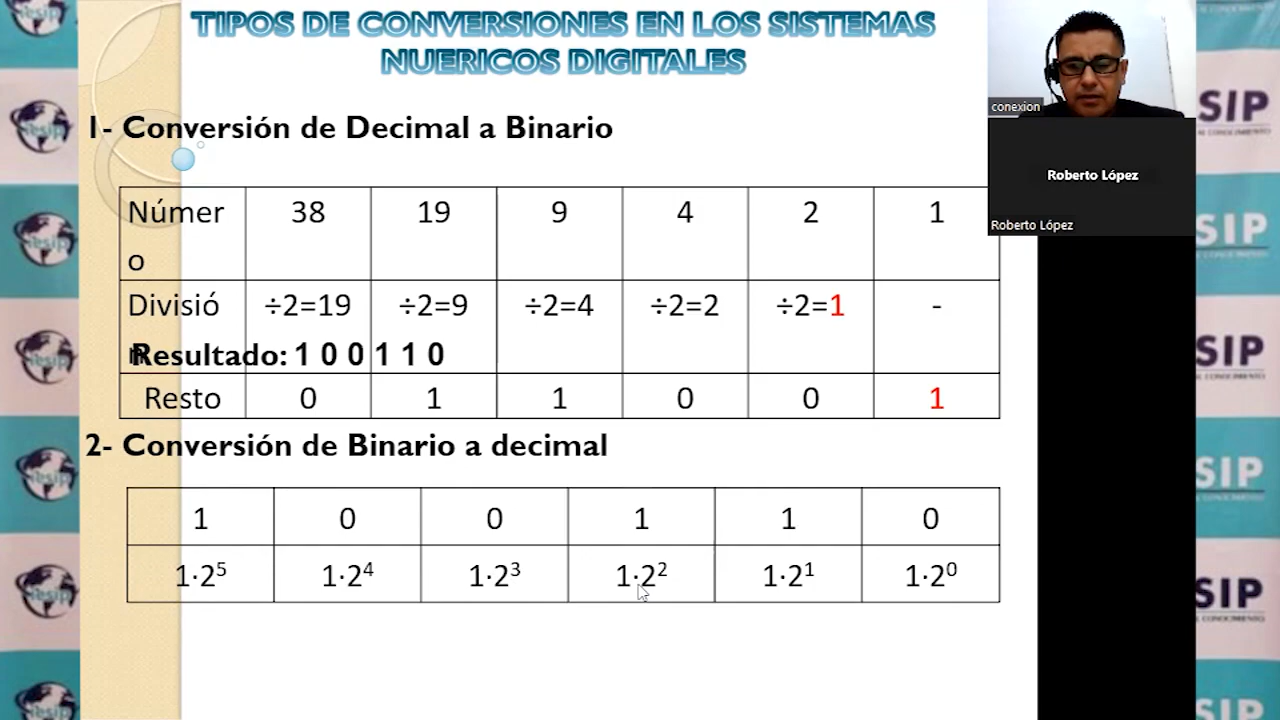 TIPOS DE CONVERSIONES EN LOS SISTEMAS
NUERICOS DIGITALES
conexion
Roberto López
Roberto López
1- Conversión de Decimal a Binario
Númer
o 38 19 9 4 2 1
Divisió
n ÷2=19 ÷2=9 ÷2=4 ÷2=2 ÷2=1 -
Resultado: 1 0 0 1 1 0
Resto 0 1 1 0 0 1
2- Conversión de Binario a decimal
1 0 0 1 1 0
1·2⁵ 1·2⁴ 1·2³ 1·2² 1·2¹ 1·2⁰
iesip
SIP
SIP
SIP
SIP
SIP
SIP